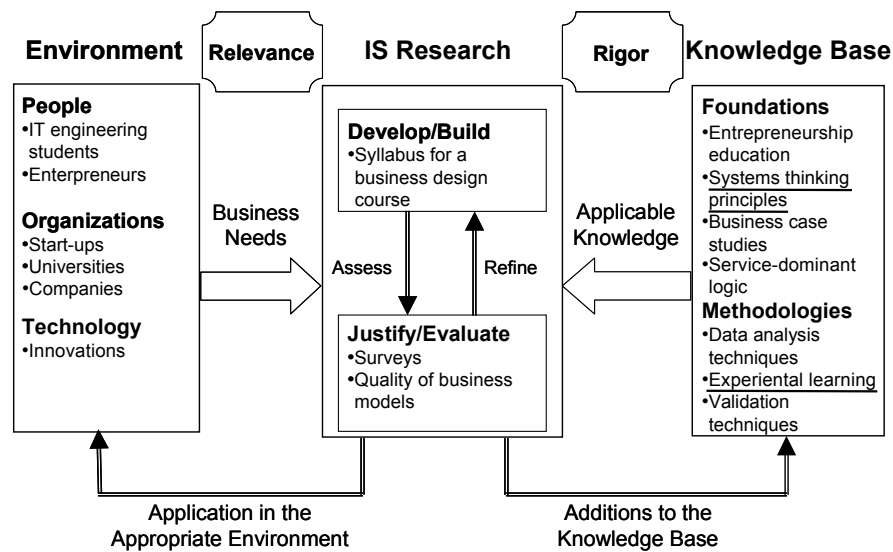 Environment
Relevance
IS Research
Rigor
Knowledge Base
People
•IT engineering
students
•Enterpreneurs
Organizations
•Start-ups
•Universities
•Companies
Technology
•Innovations
Business
Needs
Develop/Build
•Syllabus for a
business design
course
Assess
Refine
Justify/Evaluate
•Surveys
•Quality of business
models
Applicable
Knowledge
Foundations
•Entrepreneurship
education
•Systems thinking
principles
•Business case
studies
•Service-dominant
logic
Methodologies
•Data analysis
techniques
•Experiental learning
•Validation
techniques
Application in the
Appropriate Environment
Additions to the
Knowledge Base